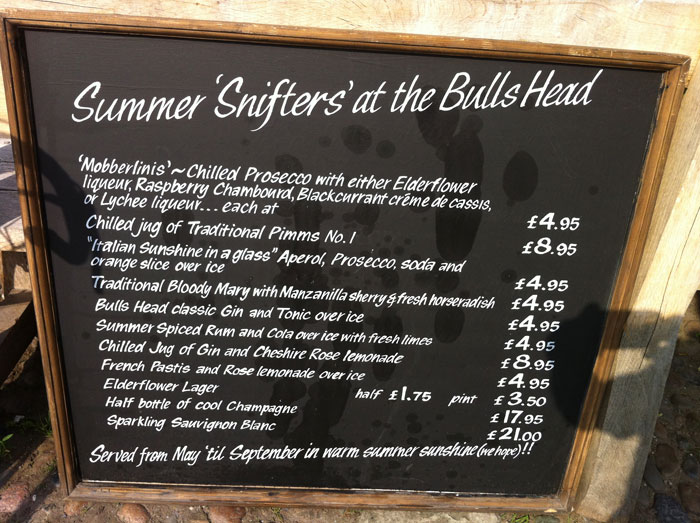 Summer 'Snifters' at the Bulls Head
'Mobberlinis' ~ Chilled Prosecco with either Elderflower
liqueur, Raspberry Chambourd, Blackcurrant crème de cassis,
or Lychee liqueur... each at £4.95
Chilled jug of Traditional Pimms No.1 £8.95
"Italian Sunshine in a glass" Aperol, Prosecco, soda and
orange slice over ice £4.95
Traditional Bloody Mary with Manzanilla sherry & fresh horseradish £4.95
Bulls Head classic Gin and Tonic over ice £4.95
Summer Spiced Rum and Cola over ice with fresh limes £4.95
Chilled Jug of Gin and Cheshire Rose lemonade £8.95
French Pastis and Rose lemonade over ice £4.95
Elderflower Lager half £1.75 pint £3.50
Half bottle of cool Champagne £17.95
Sparkling Sauvignon Blanc £21.00
Served from May 'til September in warm summer sunshine (we hope)!!